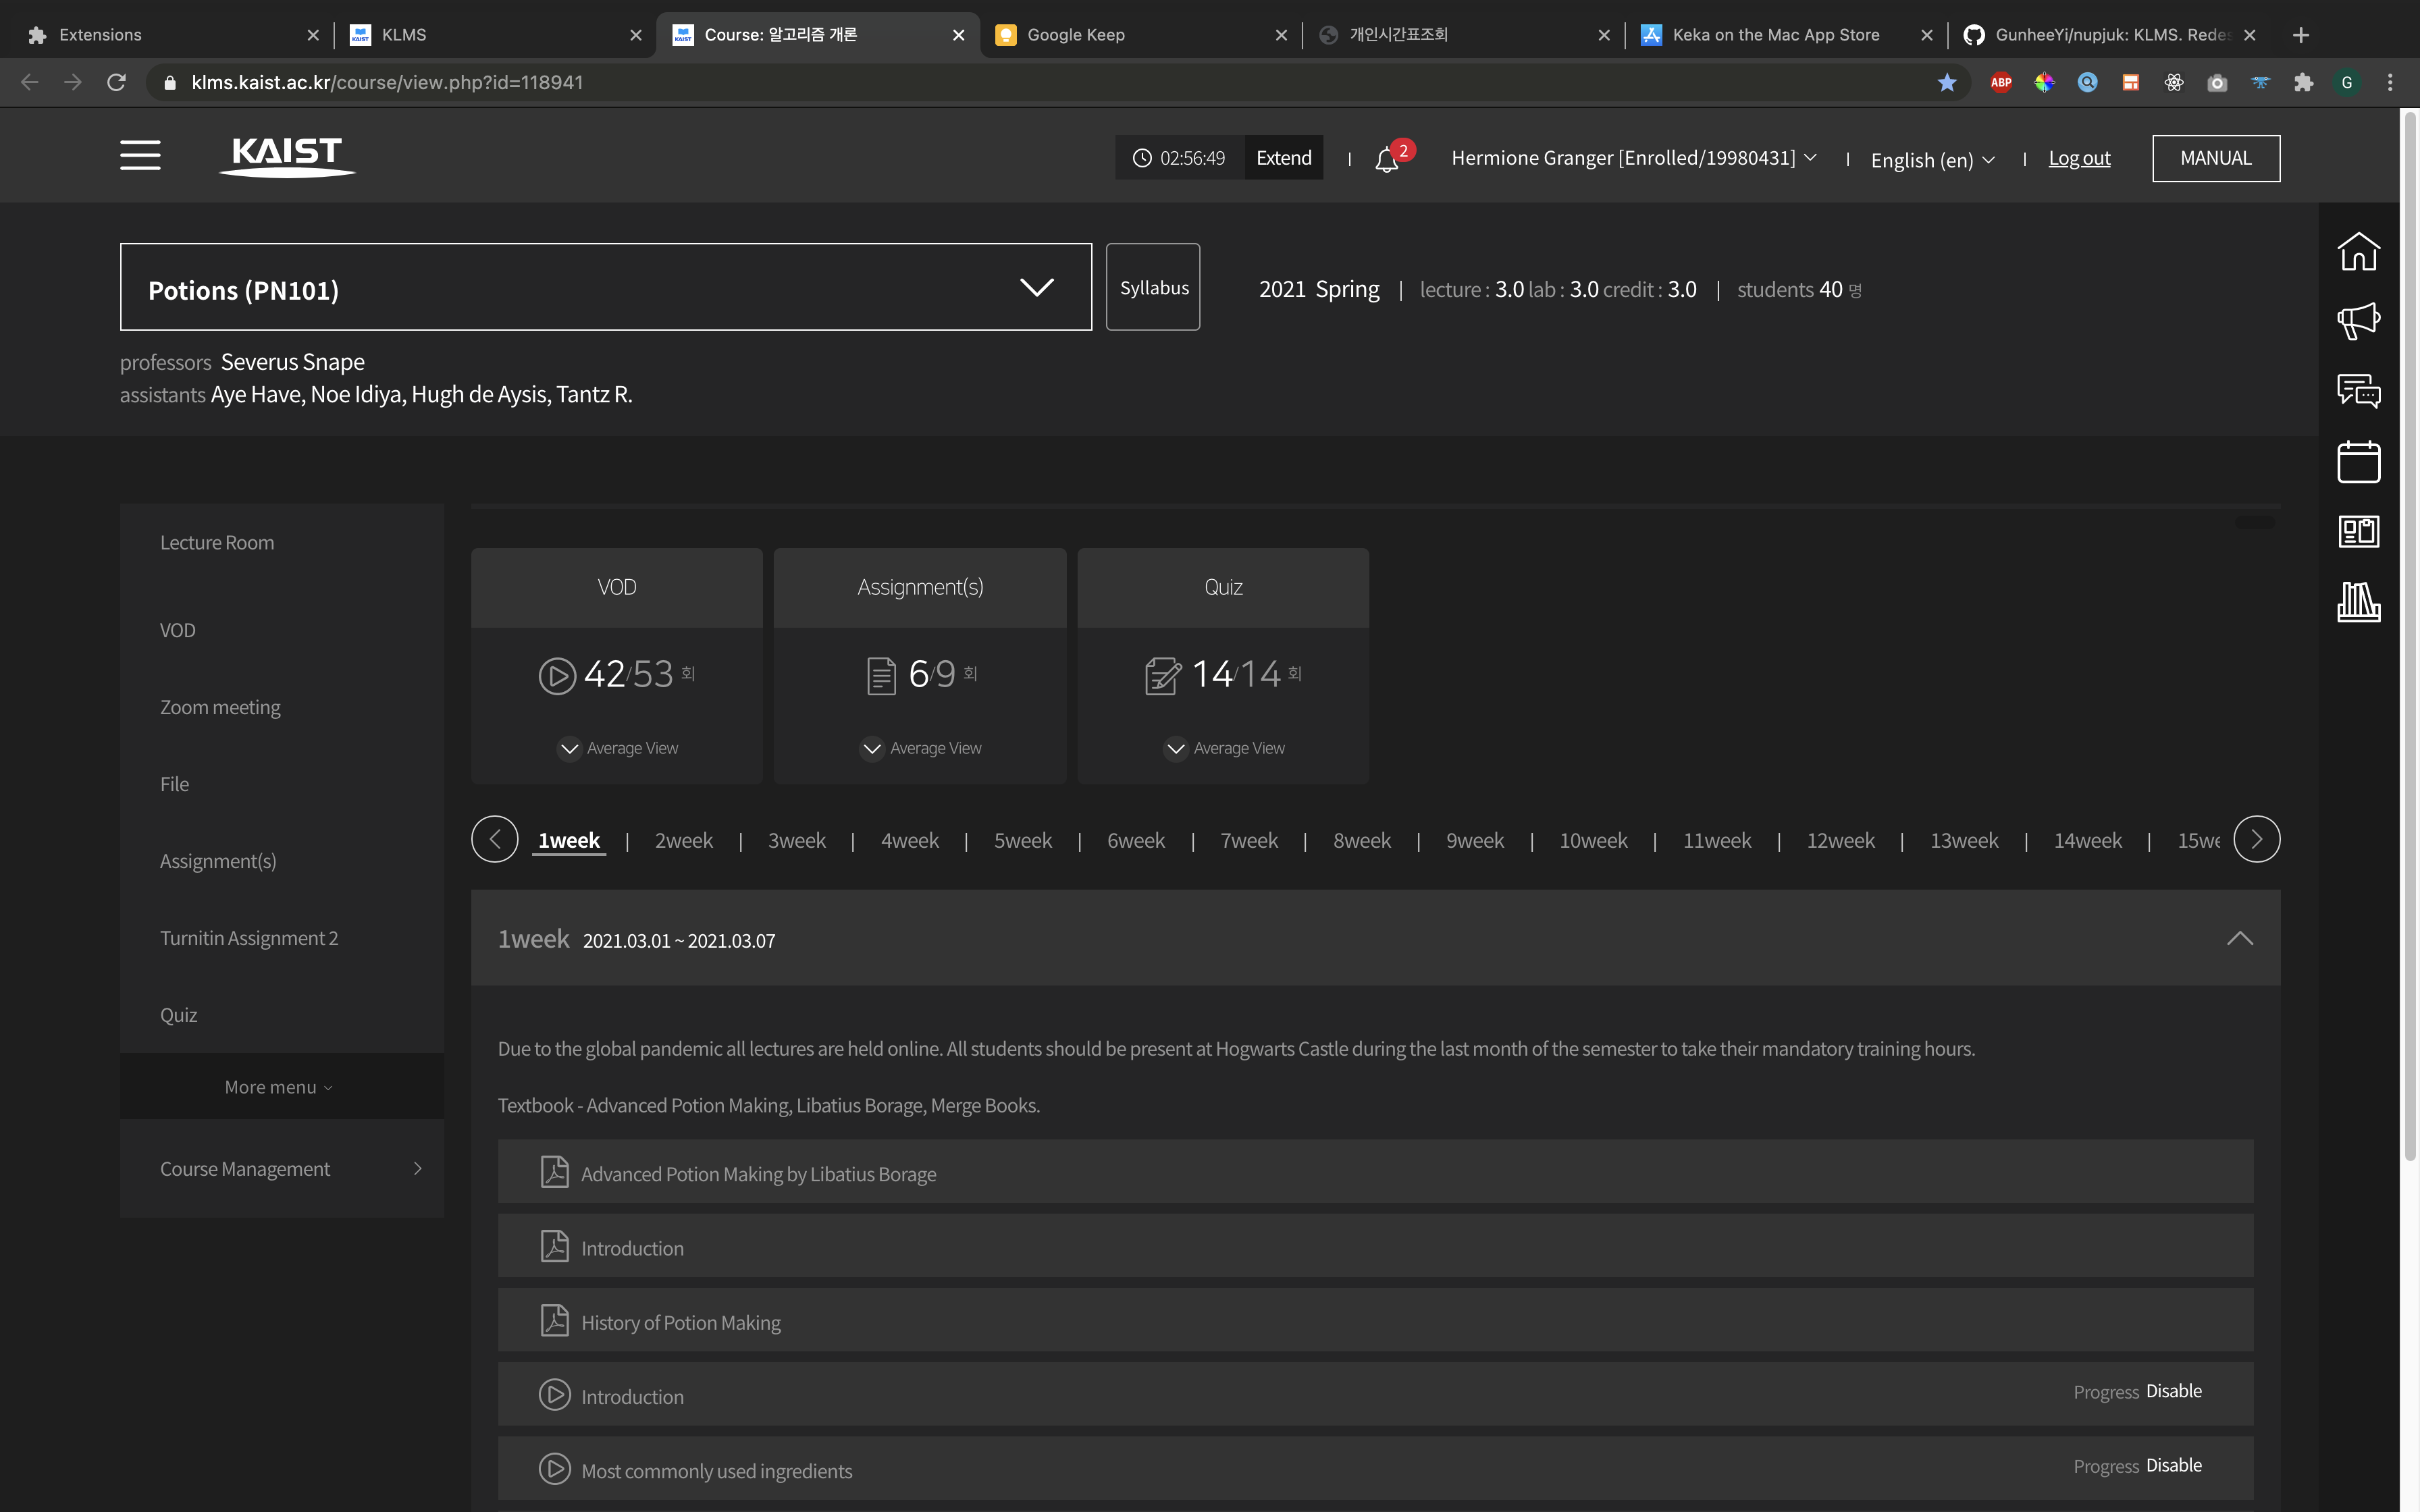 Extensions
KLMS
Course: 알고리즘 개론
Google Keep
개인시간표조회
Keka on the Mac App Store
GunheeYi/nupjuk: KLMS. Redes
klms.kaist.ac.kr/course/view.php?id=118941
ABP
G
KAIST
02:56:49 Extend
2
Hermione Granger [Enrolled/19980431]
English (en)
Log out
MANUAL
Potions (PN101)
Syllabus
2021 Spring | lecture : 3.0 lab : 3.0 credit : 3.0 | students 40 명
professors Severus Snape
assistants Aye Have, Noe Idiya, Hugh de Aysis, Tantz R.
Lecture Room
VOD
Zoom meeting
File
Assignment(s)
Turnitin Assignment 2
Quiz
More menu
Course Management
VOD
42/53 회
Average View
Assignment(s)
6/9 회
Average View
Quiz
14/14 회
Average View
1week | 2week | 3week | 4week | 5week | 6week | 7week | 8week | 9week | 10week | 11week | 12week | 13week | 14week | 15we
1week 2021.03.01 ~ 2021.03.07
Due to the global pandemic all lectures are held online. All students should be present at Hogwarts Castle during the last month of the semester to take their mandatory training hours.
Textbook - Advanced Potion Making, Libatius Borage, Merge Books.
Advanced Potion Making by Libatius Borage
Introduction
History of Potion Making
Introduction
Progress Disable
Most commonly used ingredients
Progress Disable